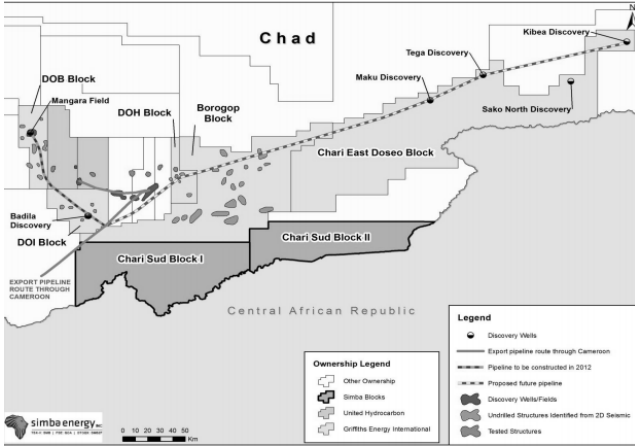 N
Chad
Kibea Discovery
Tega Discovery
Maku Discovery
Sako North Discovery
DOB Block
Mangara Field
DOH Block
Borogop
Block
Chari East Doseo Block
Badila
Discovery
DOI Block
Chari Sud Block I
Chari Sud Block II
EXPORT PIPELINE
ROUTE THROUGH
CAMEROON
Central African Republic
Ownership Legend
Other Ownership
Simba Blocks
United Hydrocarbon
Griffiths Energy International
Legend
Discovery Wells
Export pipeline route through Cameroon
Pipeline to be constructed in 2012
Proposed future pipeline
Discovery Wells/Fields
Undrilled Structures Identified from 2D Seismic
Tested Structures
simba energy INC
0 10 20 30 40 50
Km